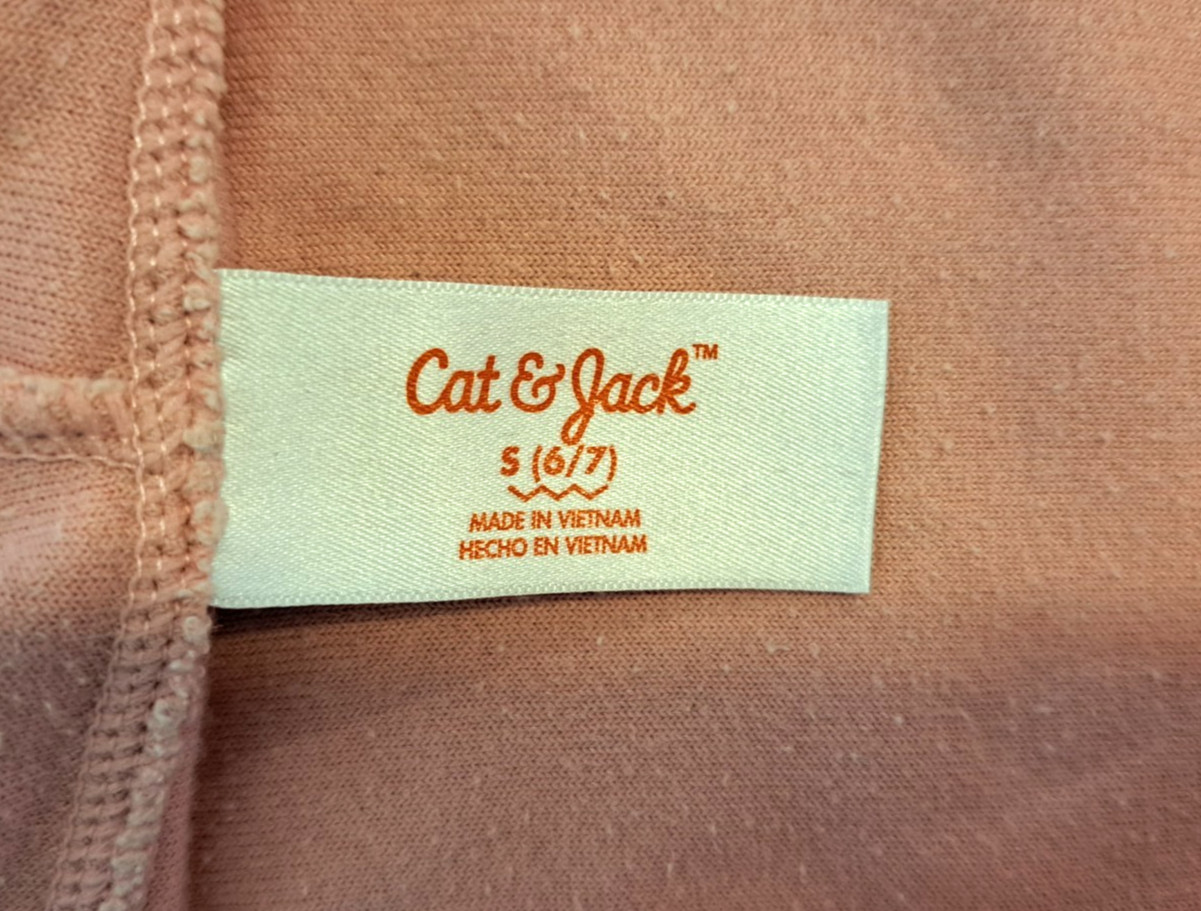 Cat & Jack™
S (6/7)
MADE IN VIETNAM
HECHO EN VIETNAM